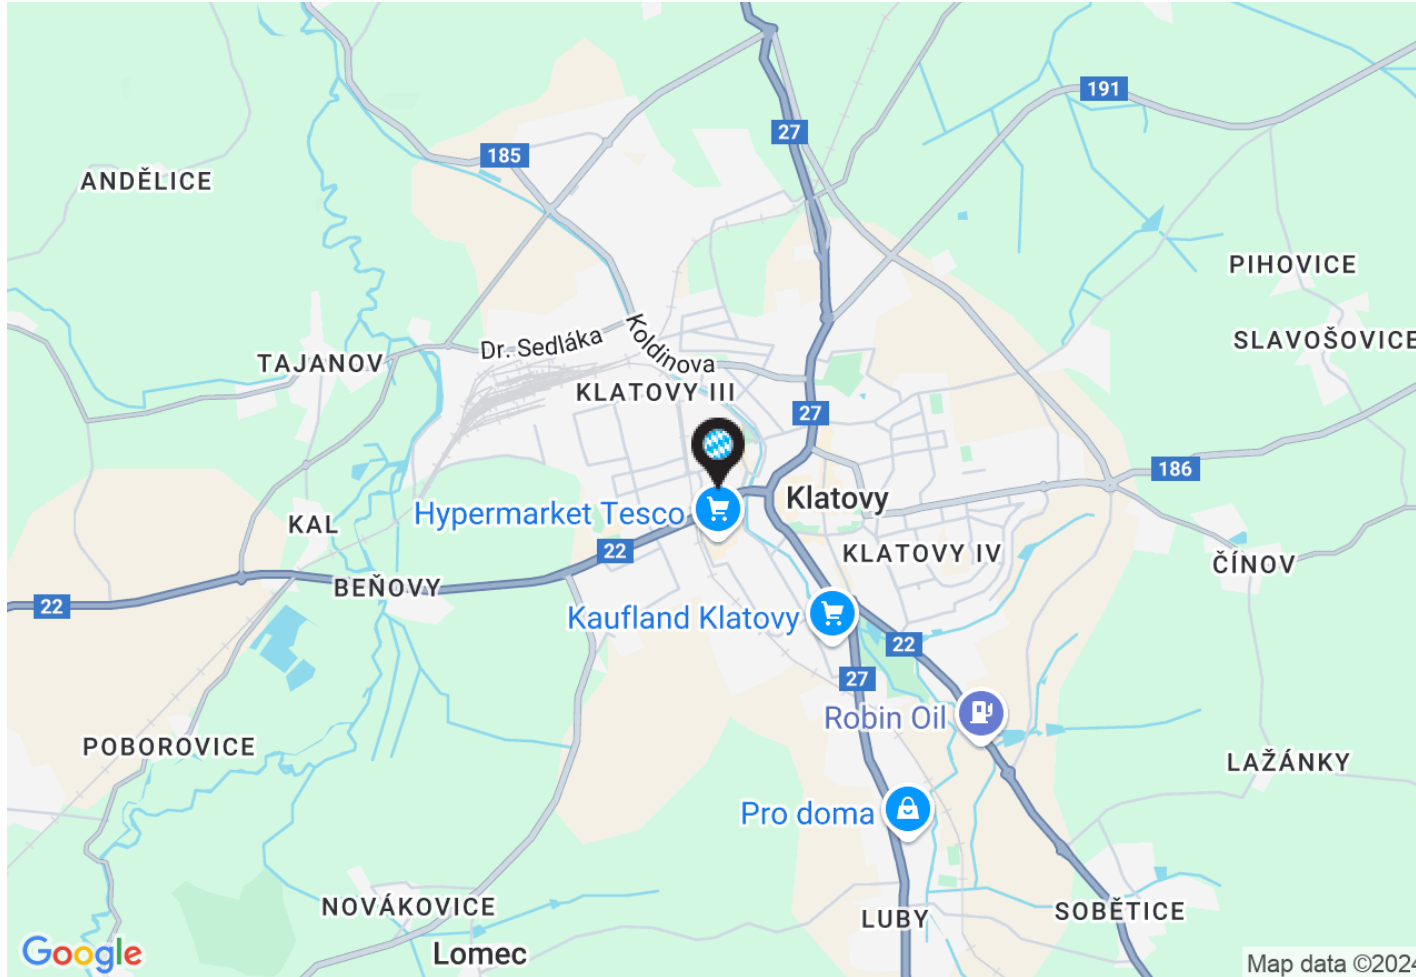 191
27
185
ANDĚLICE
PIHOVICE
Koldinova
Dr. Sedláka
SLAVOŠOVICE
TAJANOV
KLATOVY III
27
186
Klatovy
Hypermarket Tesco
KAL
22
KLATOVY IV
ČÍNOV
BEŇOVY
22
Kaufland Klatovy
22
27
Robin Oil
POBOROVICE
LAŽÁNKY
Pro doma
NOVÁKOVICE
SOBĚTICE
LUBY
Lomec
Google
Map data ©2024